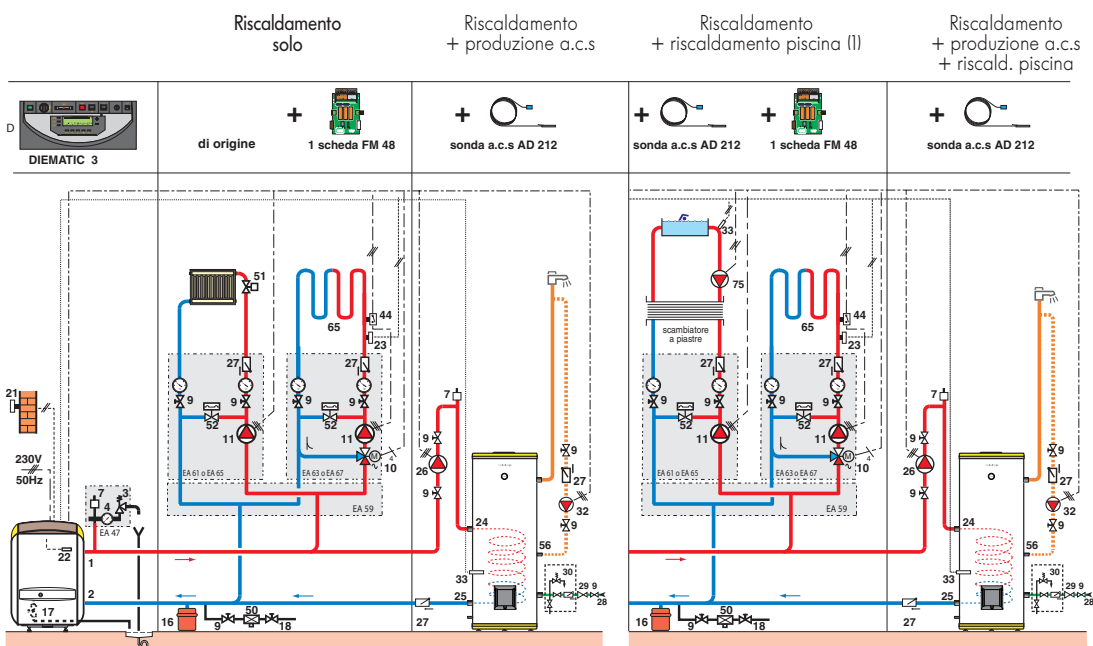 Riscaldamento
solo
Riscaldamento
+ produzione a.c.s
Riscaldamento
+ riscaldamento piscina (1)
Riscaldamento
+ produzione a.c.s
+ riscald. piscina
D
DIEMATIC 3
di origine
+
1 scheda FM 48
+
sonda a.c.s AD 212
+
sonda a.c.s AD 212
+
1 scheda FM 48
+
sonda a.c.s AD 212
51
65
44
23
27
27
9
9
9
9
52
52
11
11
M
10
4
EA 61 o EA 65
EA 63 o EA 67
EA 59
21
230V
50Hz
7
4
3
EA 47
22
1
2
17
16
9
50
18
7
9
26
9
24
33
25
27
56
9
27
32
9
30
29
9
28
33
75
scambiatore
a piastre
65
44
23
27
27
9
9
9
9
52
52
11
11
M
10
4
EA 61 o EA 65
EA 63 o EA 67
EA 59
16
9
50
18
7
9
26
9
24
33
25
27
56
9
27
32
9
30
29
9
28